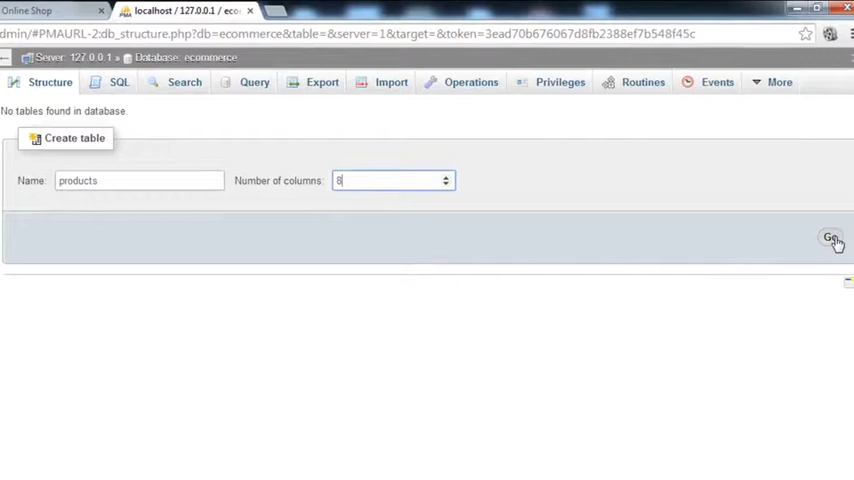 Online Shop
localhost / 127.0.0.1 / eco
dmin/#PMAURL-2:db_structure.php?db=ecommerce&table=&server=1&target=&token=3ead70b676067d8fb2388ef7b548f45c
Server: 127.0.0.1 » Database: ecommerce
Structure SQL Search Query Export Import Operations Privileges Routines Events More
No tables found in database.
Create table
Name: products Number of columns: 8
Go